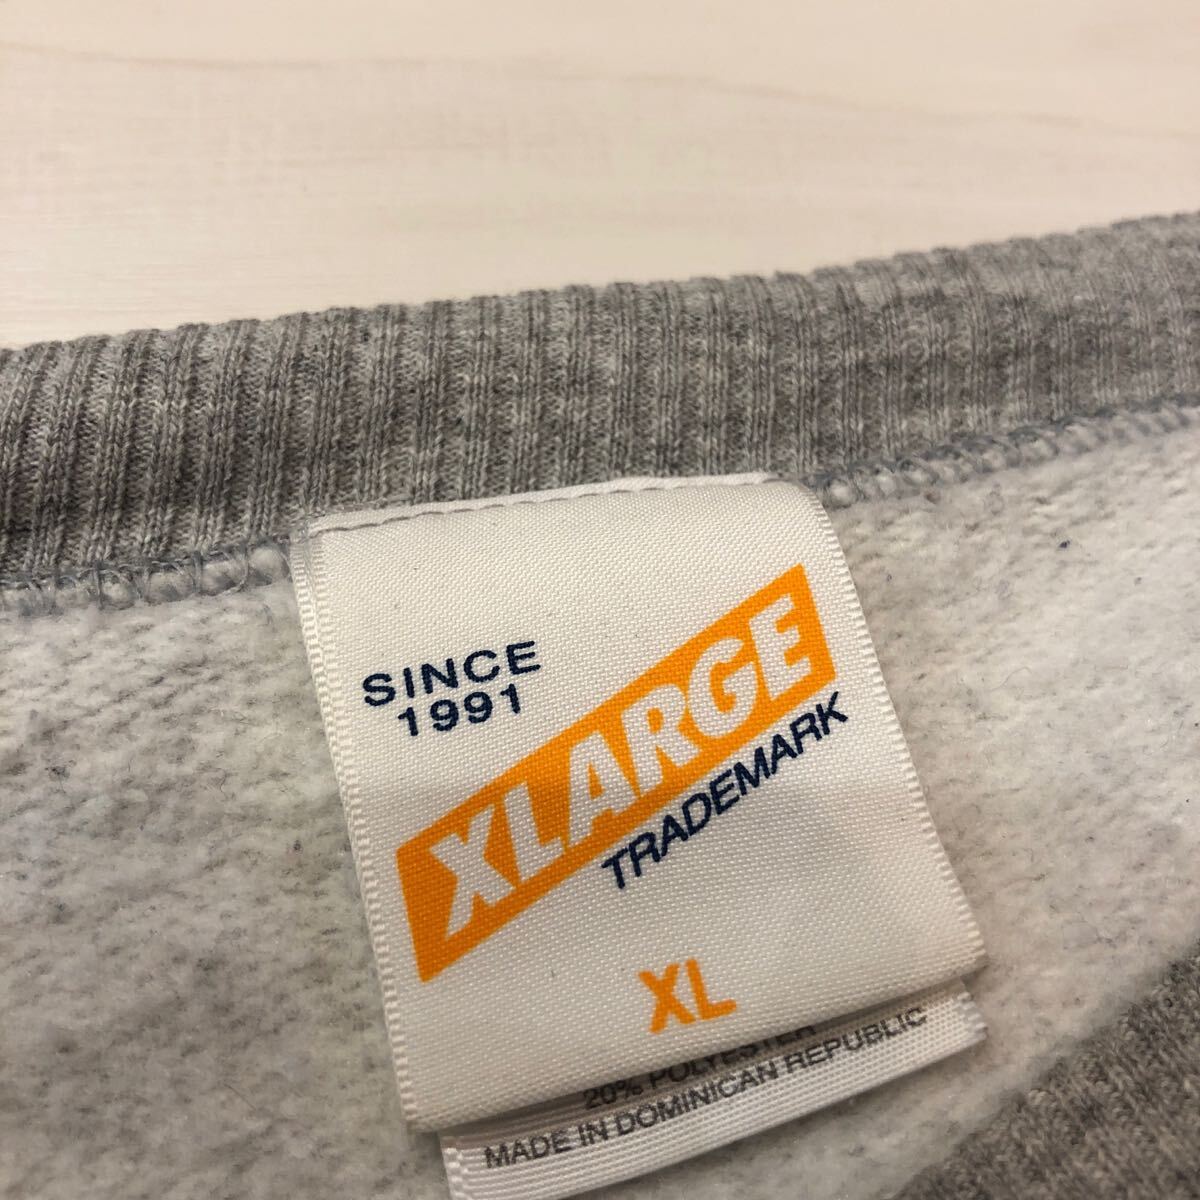 SINCE
1991
XLARGE
TRADEMARK
XL
20% POLYESTER
MADE IN DOMINICAN REPUBLIC